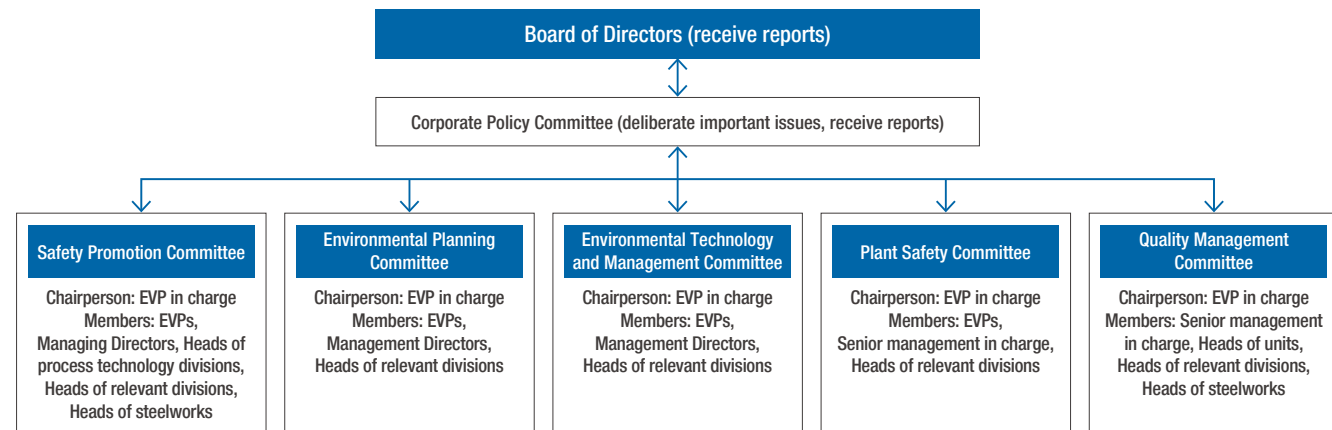 Board of Directors (receive reports)
Corporate Policy Committee (deliberate important issues, receive reports)
Safety Promotion Committee
Chairperson: EVP in charge
Members: EVPs,
Managing Directors, Heads of
process technology divisions,
Heads of relevant divisions,
Heads of steelworks
Environmental Planning
Committee
Chairperson: EVP in charge
Members: EVPs,
Management Directors,
Heads of relevant divisions
Environmental Technology
and Management Committee
Chairperson: EVP in charge
Members: EVPs,
Management Directors,
Heads of relevant divisions
Plant Safety Committee
Chairperson: EVP in charge
Members: EVPs,
Senior management in charge,
Heads of relevant divisions
Quality Management
Committee
Chairperson: EVP in charge
Members: Senior management
in charge, Heads of units,
Heads of relevant divisions,
Heads of steelworks